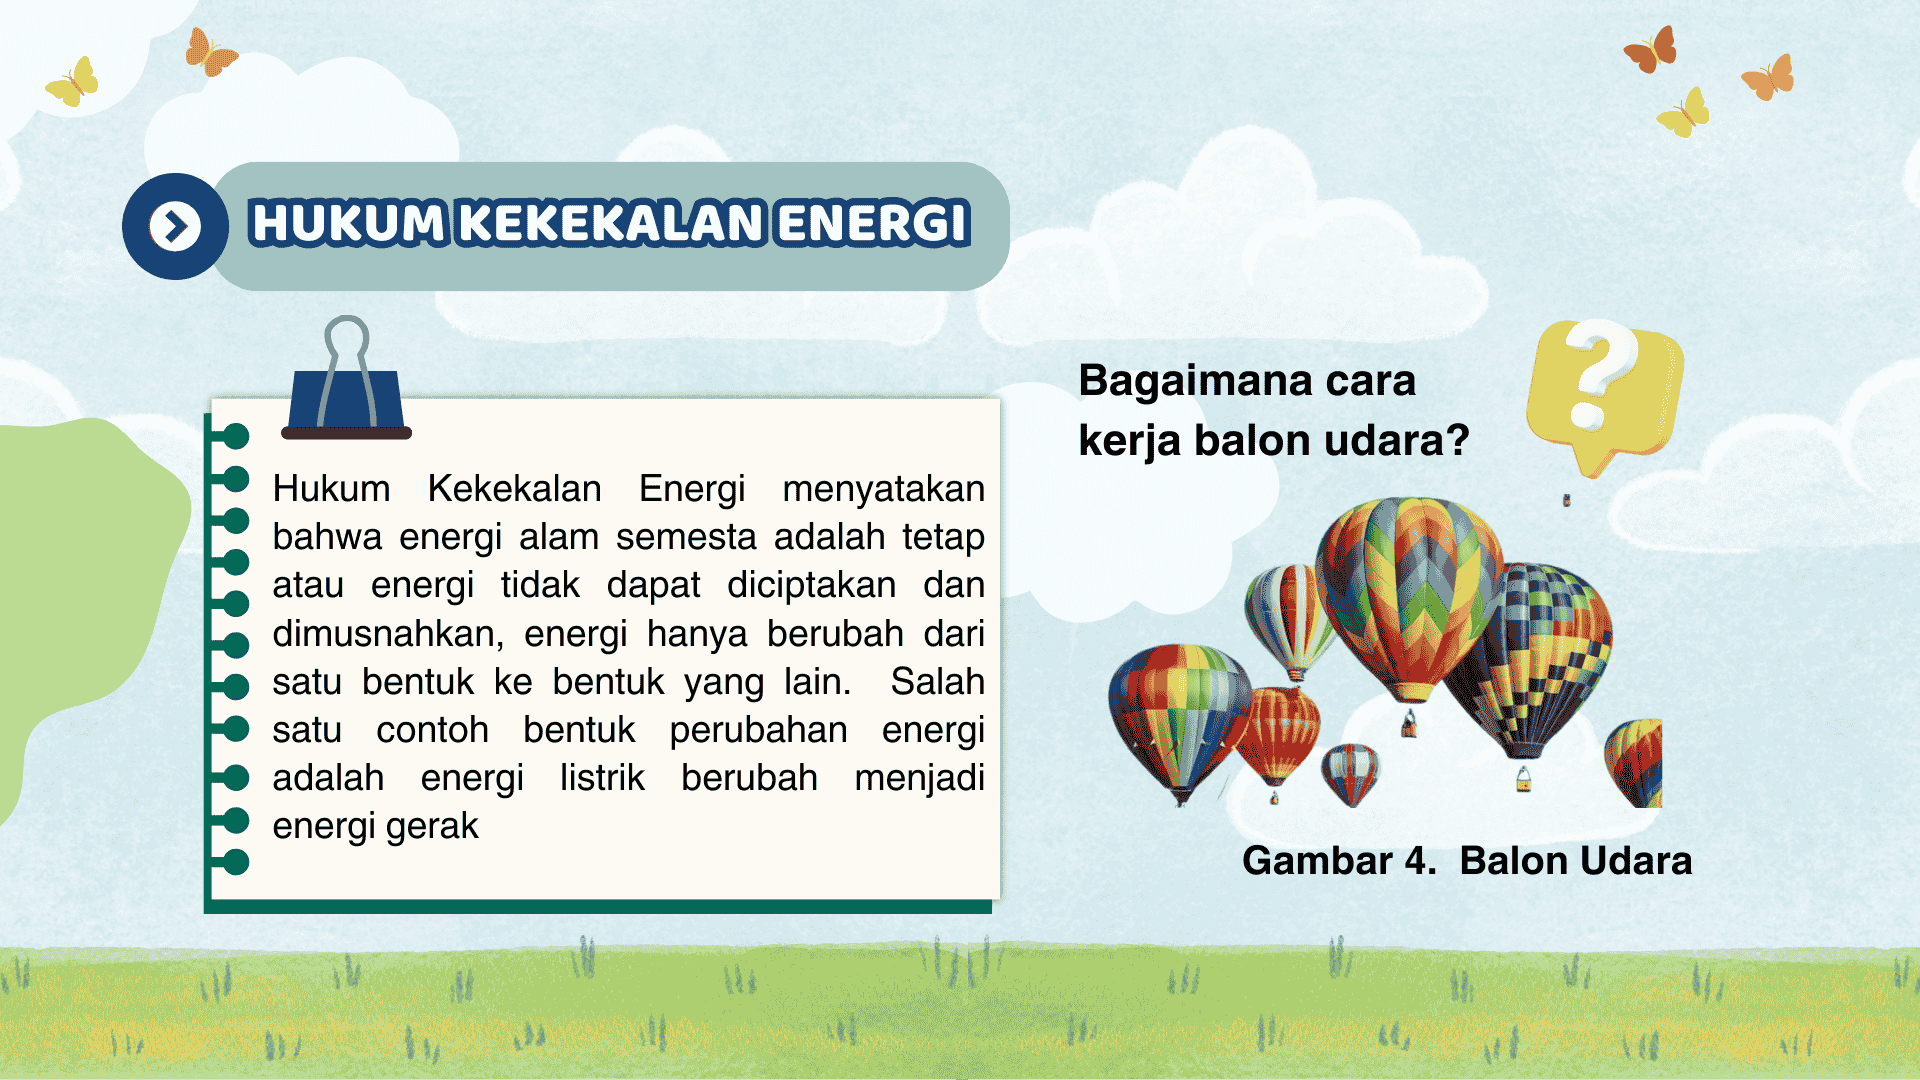 HUKUM KEKEKALAN ENERGI
Hukum Kekekalan Energi menyatakan
bahwa energi alam semesta adalah tetap
atau energi tidak dapat diciptakan dan
dimusnahkan, energi hanya berubah dari
satu bentuk ke bentuk yang lain. Salah
satu contoh bentuk perubahan energi
adalah energi listrik berubah menjadi
energi gerak
Bagaimana cara
kerja balon udara?
?
Gambar 4. Balon Udara